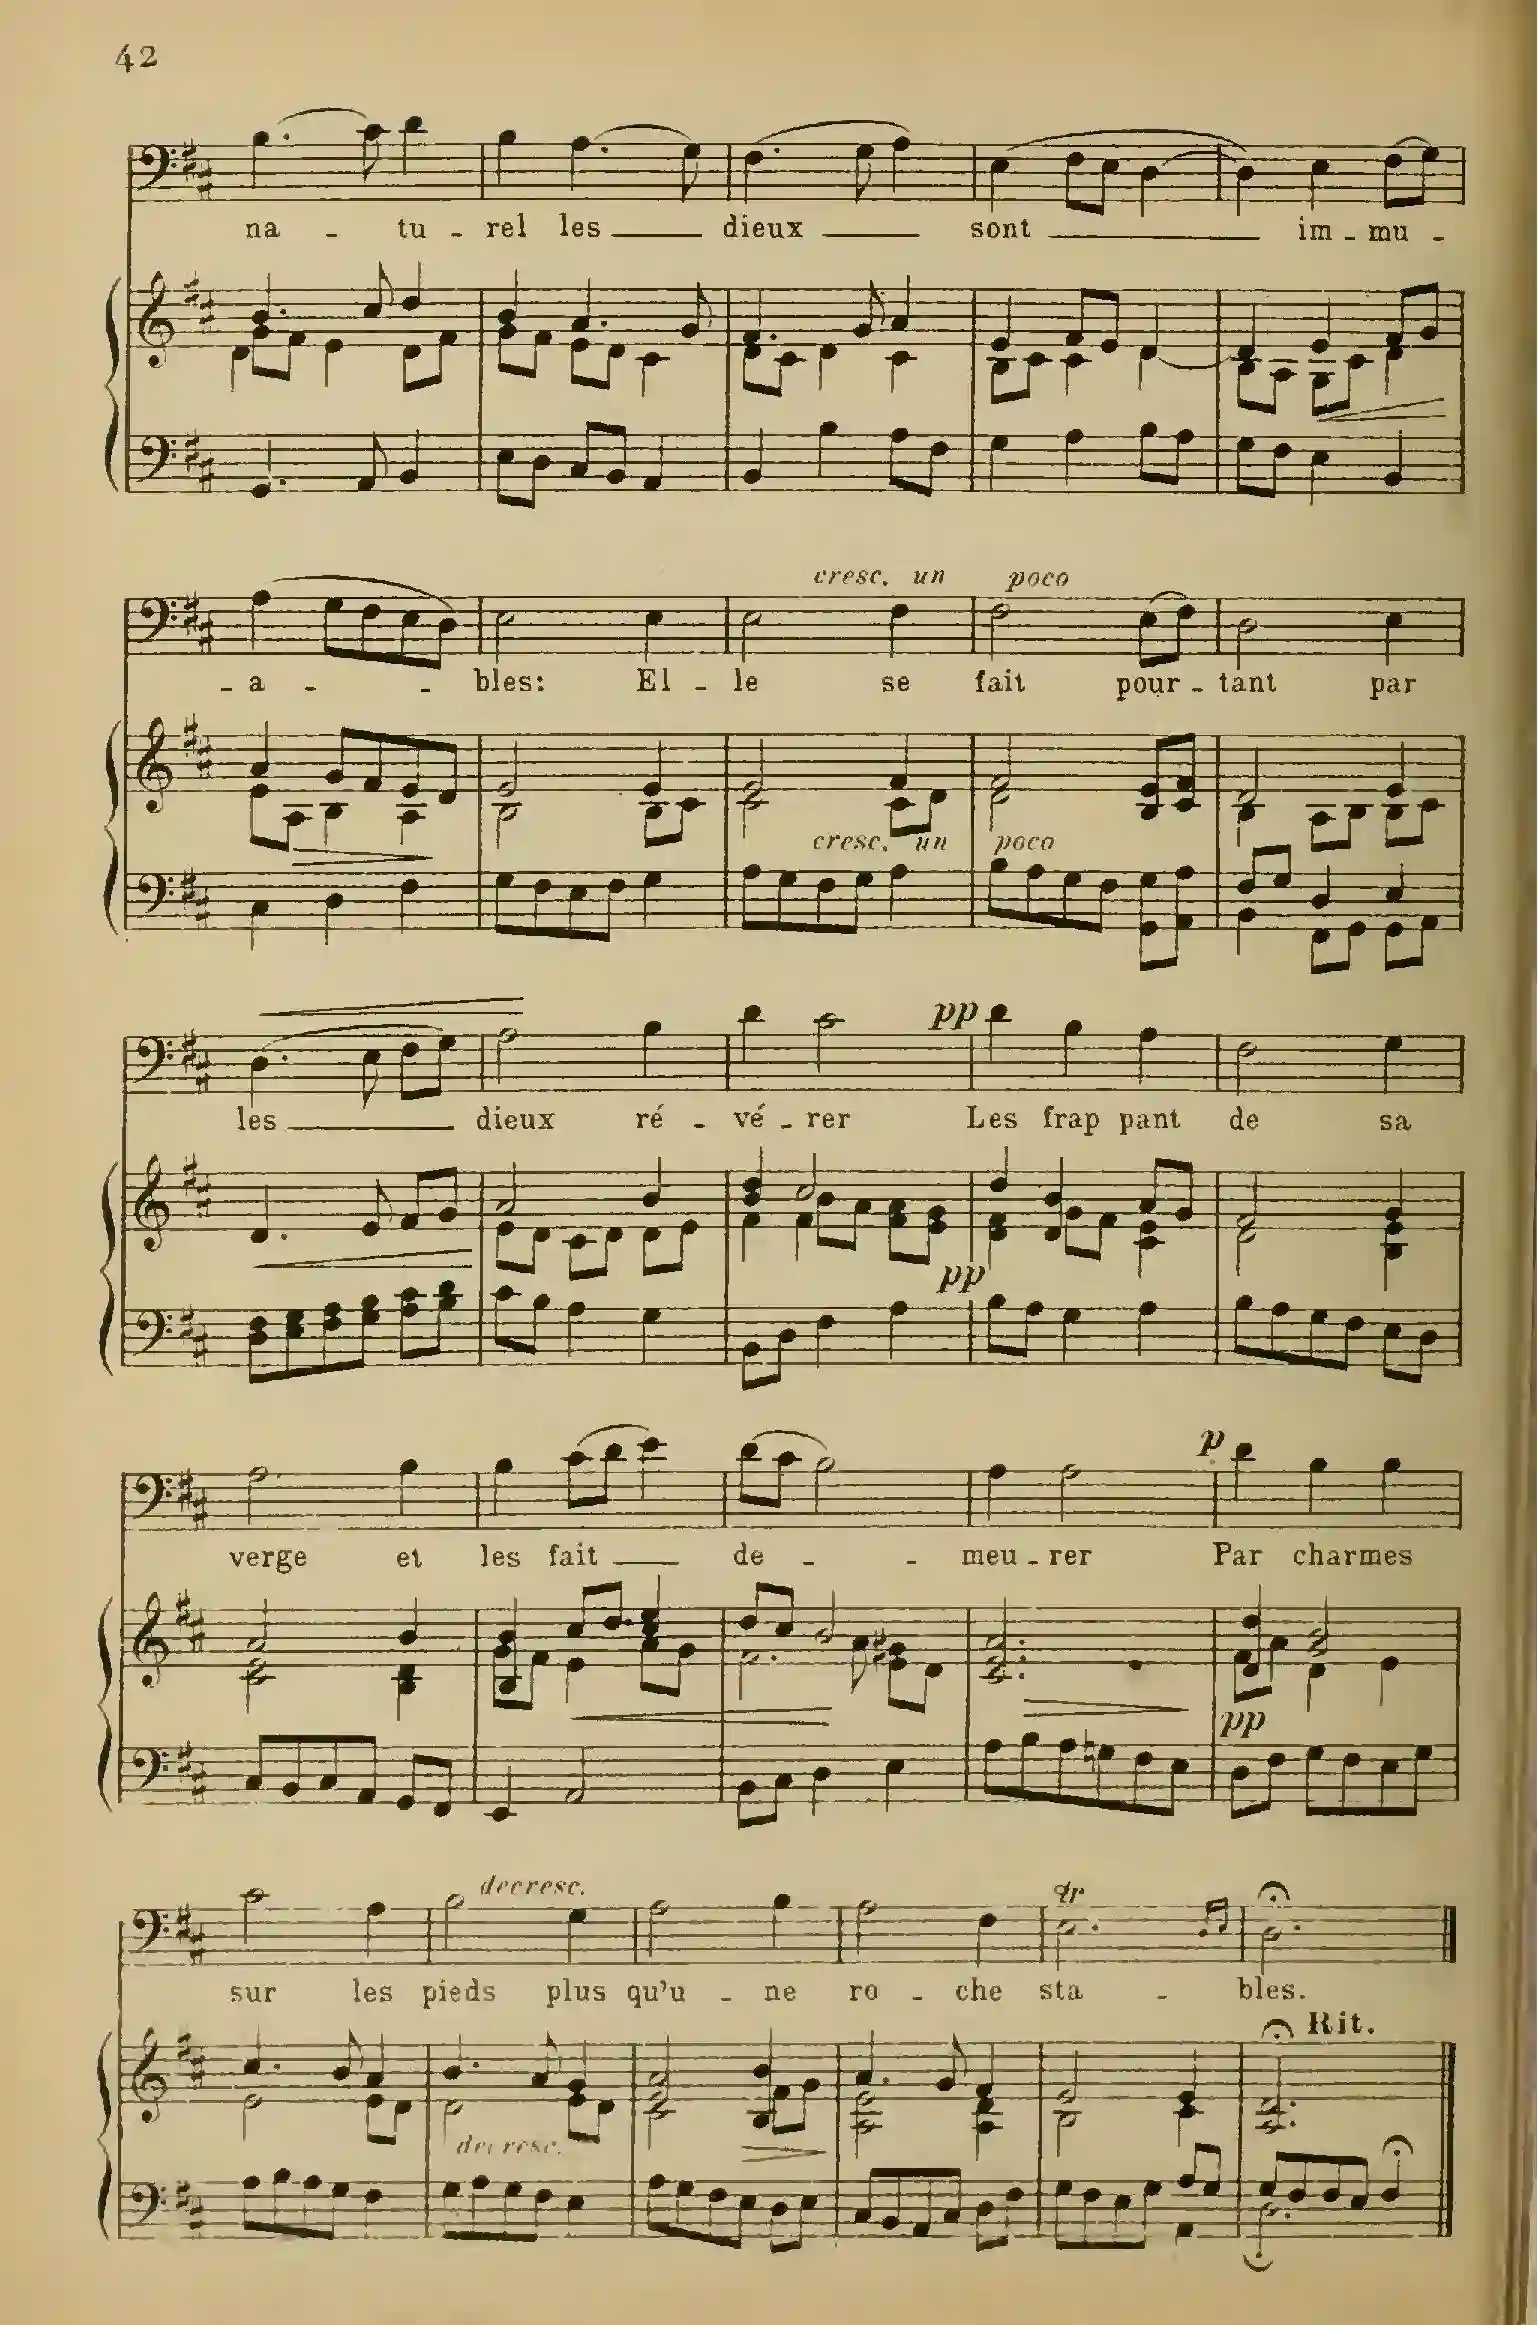 42
na - tu - rel les dieux sont im - mu -
cresc. un poco
- a - - bles: El - le se fait pour - tant par
cresc. un poco
pp
les dieux ré - vé - rer Les frap pant de sa
pp
p
verge et les fait de - - meu - rer Par charmes
pp
decresc. tr
sur les pieds plus qu'u - ne ro - che sta - bles.
Rit.
decresc.